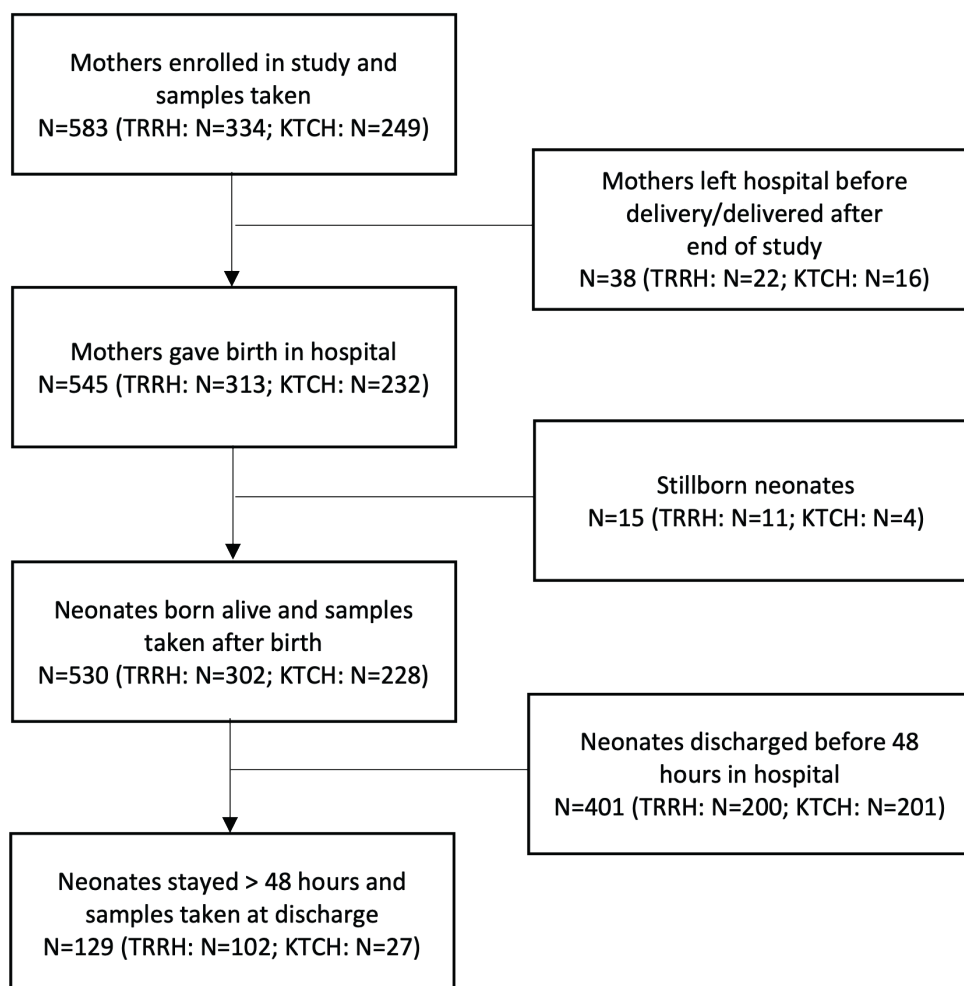 Mothers enrolled in study and
samples taken
N=583 (TRRH: N=334; KTCH: N=249)
Mothers left hospital before
delivery/delivered after
end of study
N=38 (TRRH: N=22; KTCH: N=16)
Mothers gave birth in hospital
N=545 (TRRH: N=313; KTCH: N=232)
Stillborn neonates
N=15 (TRRH: N=11; KTCH: N=4)
Neonates born alive and samples
taken after birth
N=530 (TRRH: N=302; KTCH: N=228)
Neonates discharged before 48
hours in hospital
N=401 (TRRH: N=200; KTCH: N=201)
Neonates stayed > 48 hours and
samples taken at discharge
N=129 (TRRH: N=102; KTCH: N=27)